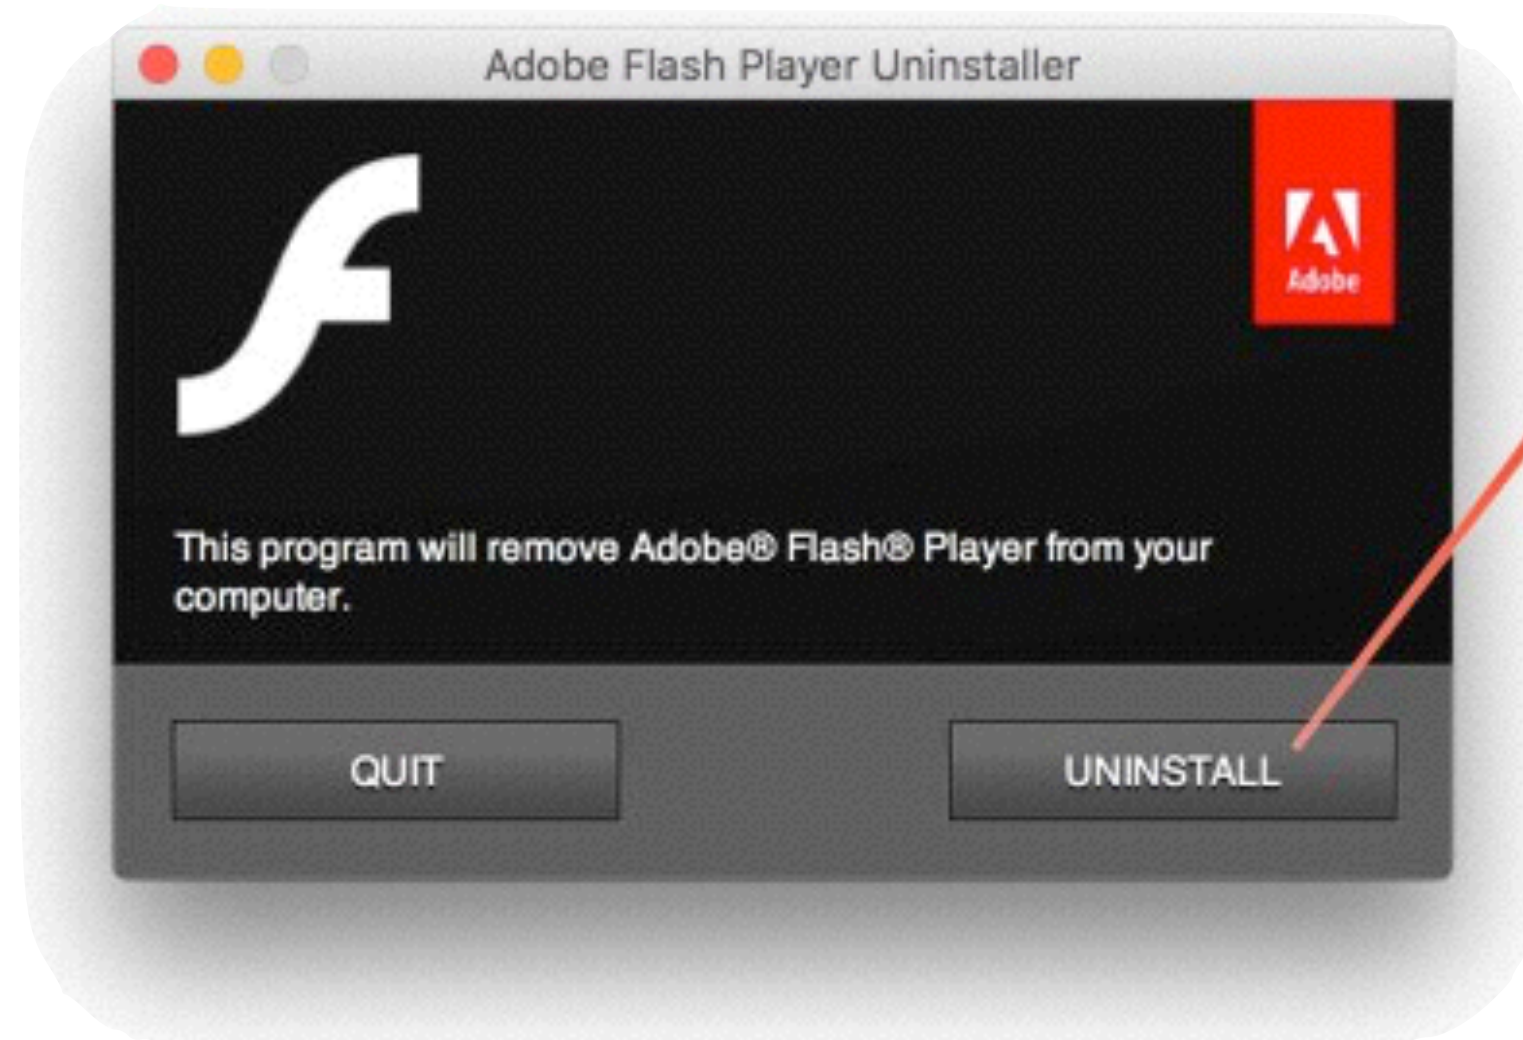 Adobe Flash Player Uninstaller
Adobe
This program will remove Adobe® Flash® Player from your
computer.
QUIT
UNINSTALL